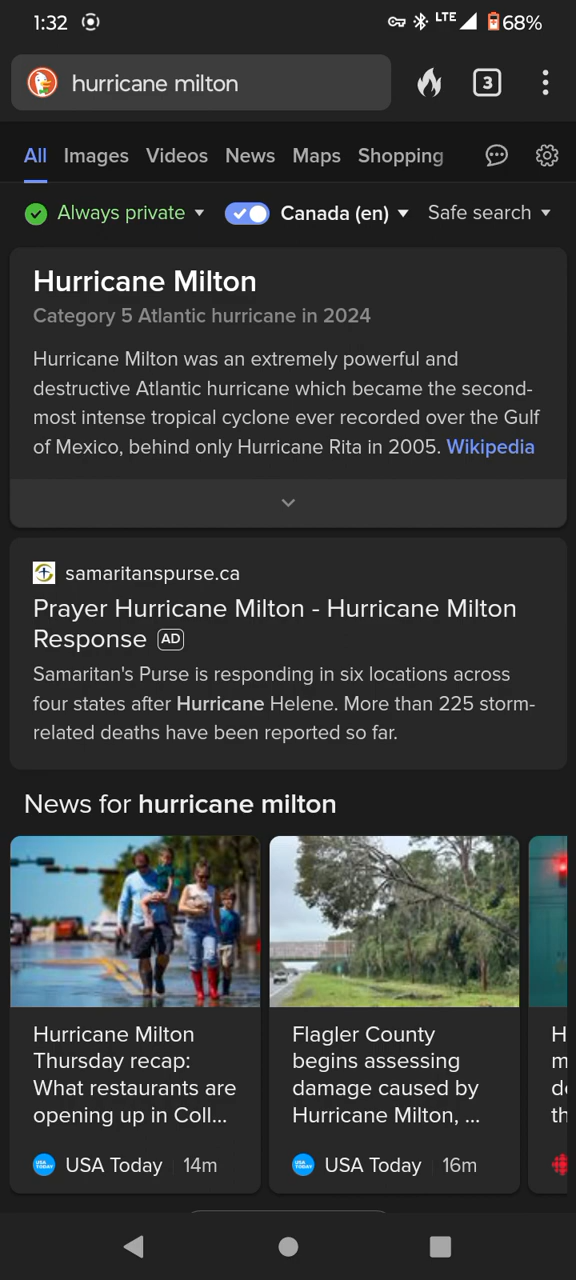 1:32 LTE 68%
hurricane milton 3
All Images Videos News Maps Shopping
Always private Canada (en) Safe search
Hurricane Milton
Category 5 Atlantic hurricane in 2024
Hurricane Milton was an extremely powerful and
destructive Atlantic hurricane which became the second-
most intense tropical cyclone ever recorded over the Gulf
of Mexico, behind only Hurricane Rita in 2005. Wikipedia
samaritanspurse.ca
Prayer Hurricane Milton - Hurricane Milton
Response AD
Samaritan's Purse is responding in six locations across
four states after Hurricane Helene. More than 225 storm-
related deaths have been reported so far.
News for hurricane milton
Hurricane Milton
Thursday recap:
What restaurants are
opening up in Coll...
USA TODAY USA Today 14m
Flagler County
begins assessing
damage caused by
Hurricane Milton, ...
USA TODAY USA Today 16m
H
m
d
th